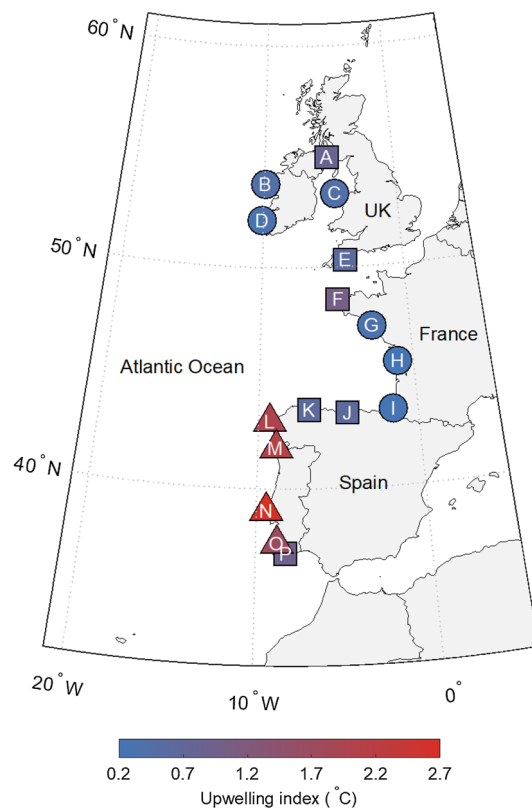 60°N
A
B
C
D
UK
50°N
E
F
G
France
H
Atlantic Ocean
K
J
I
L
M
40°N
Spain
N
O
P
20°W
10°W
0°
0.2 0.7 1.2 1.7 2.2 2.7
Upwelling index (°C)